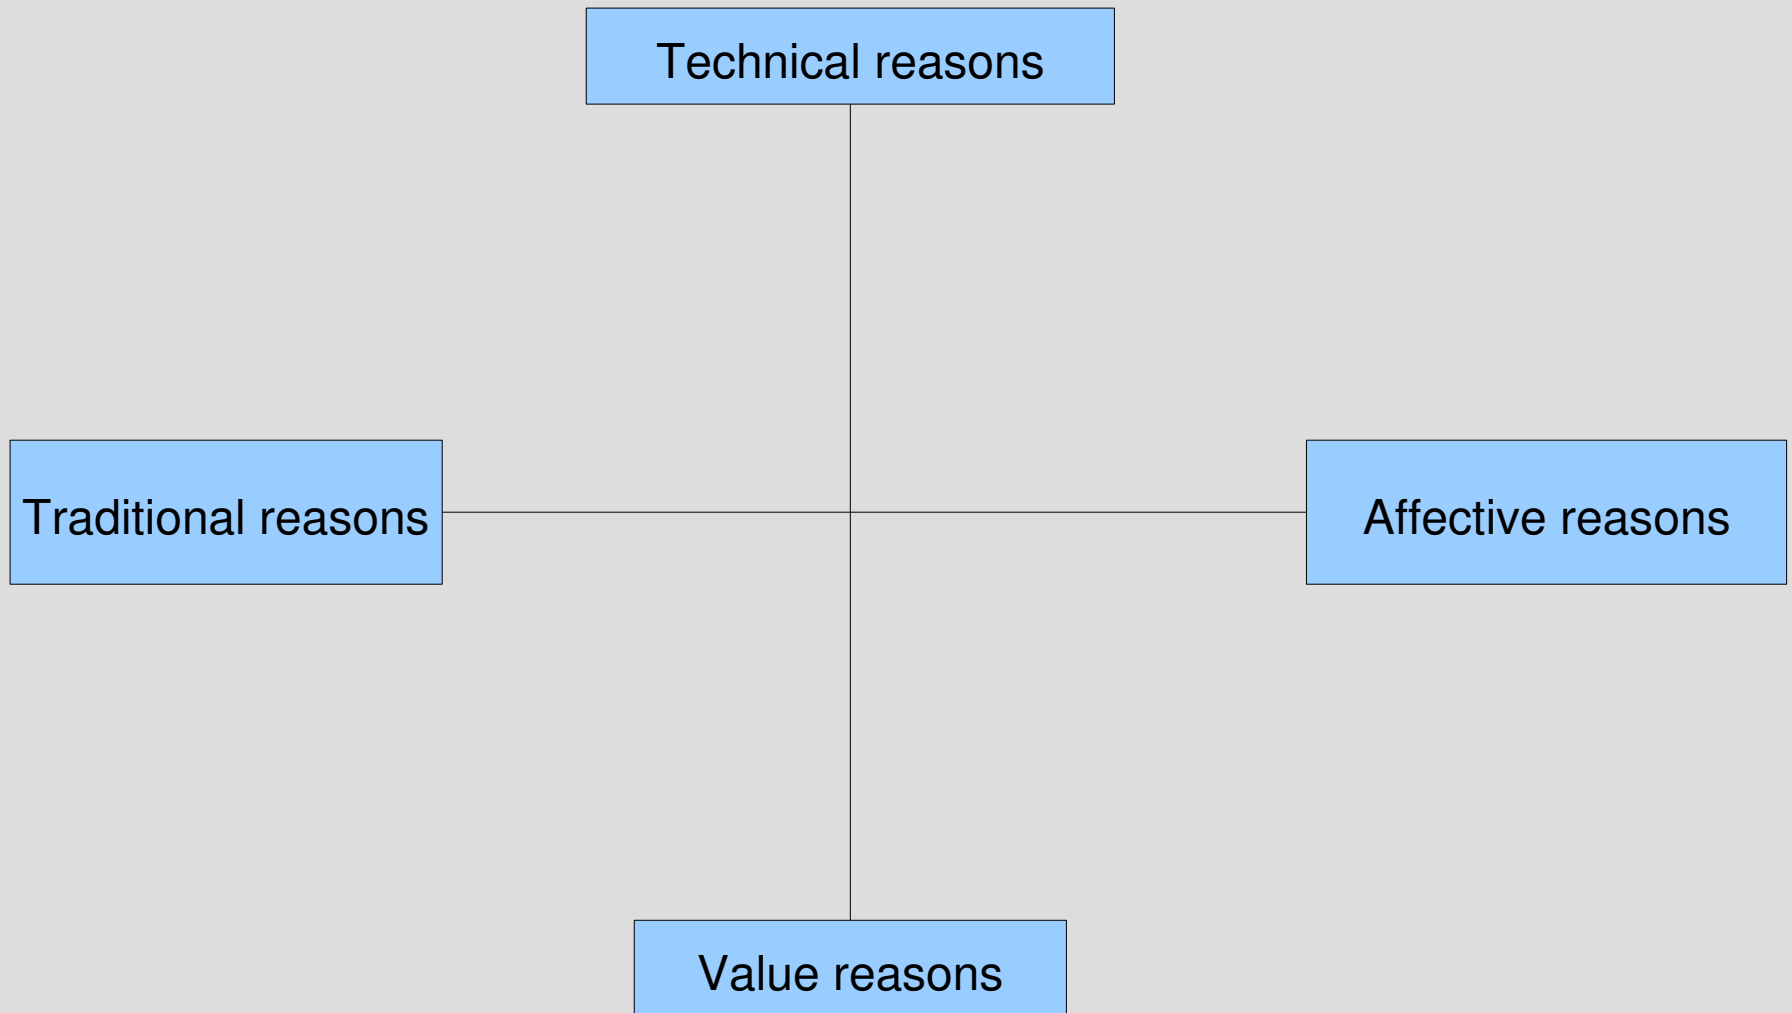 Technical reasons
Traditional reasons
Affective reasons
Value reasons